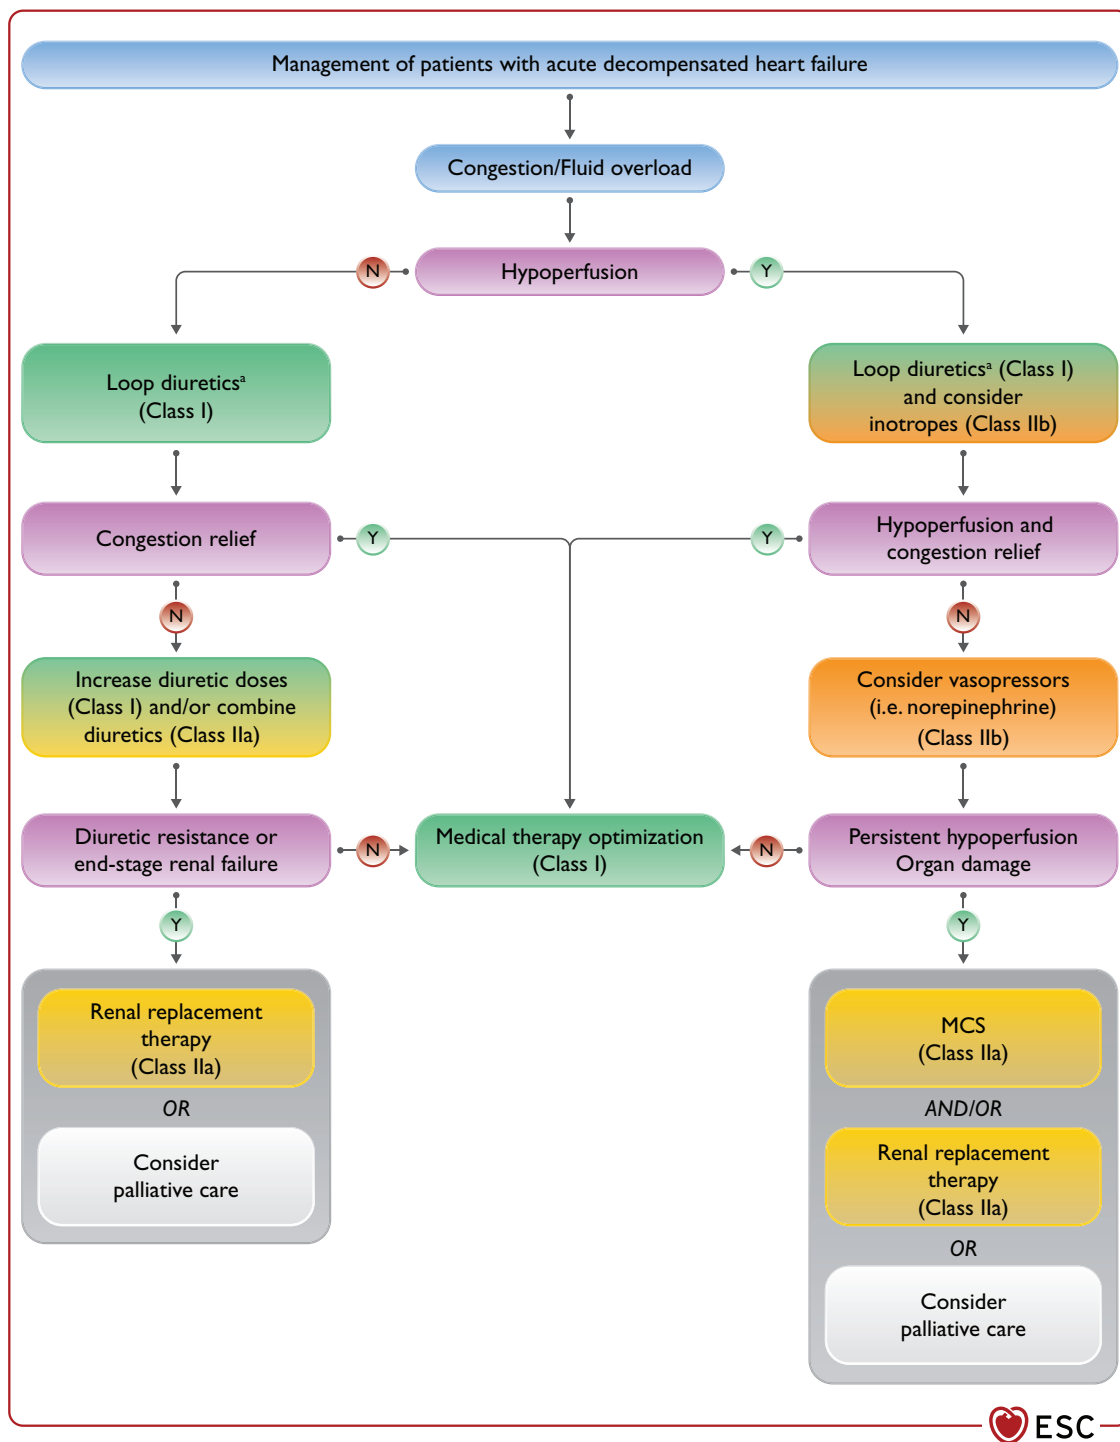 Management of patients with acute decompensated heart failure
Congestion/Fluid overload
Hypoperfusion
N
Y
Loop diureticsᵃ
(Class I)
Loop diureticsᵃ (Class I)
and consider
inotropes (Class IIb)
Congestion relief
Y
Y
Hypoperfusion and
congestion relief
N
N
Increase diuretic doses
(Class I) and/or combine
diuretics (Class IIa)
Consider vasopressors
(i.e. norepinephrine)
(Class IIb)
Diuretic resistance or
end-stage renal failure
N
Medical therapy optimization
(Class I)
N
Persistent hypoperfusion
Organ damage
Y
Y
Renal replacement
therapy
(Class IIa)
OR
Consider
palliative care
MCS
(Class IIa)
AND/OR
Renal replacement
therapy
(Class IIa)
OR
Consider
palliative care
ESC